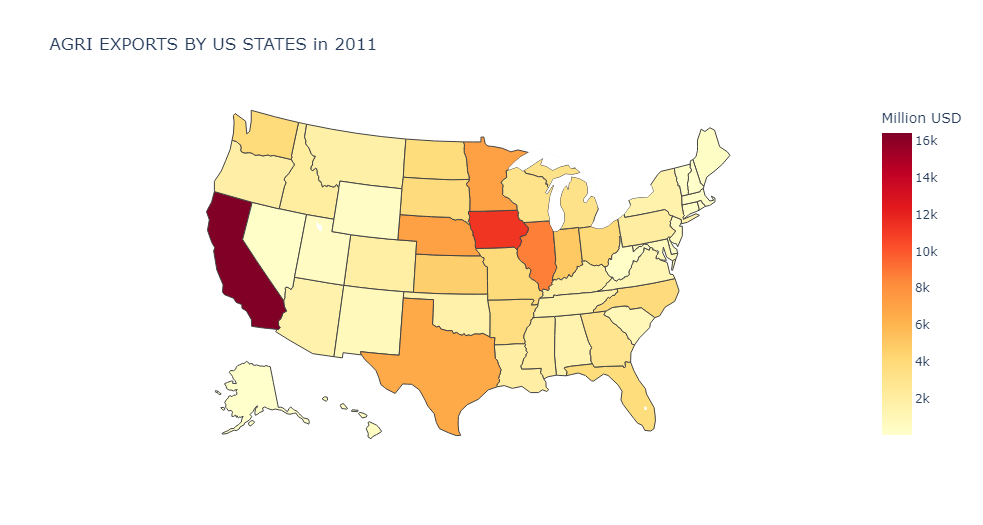 AGRI EXPORTS BY US STATES in 2011
Million USD
16k
14k
12k
10k
8k
6k
4k
2k